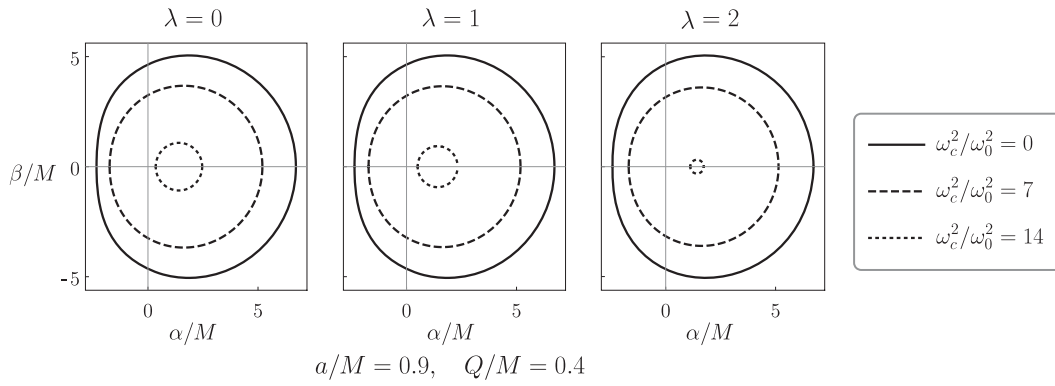 λ = 0
λ = 1
λ = 2
5
0
-5
β/M
0 5
0 5
0 5
α/M
α/M
α/M
a/M = 0.9, Q/M = 0.4
ω_c^2/ω_0^2 = 0
ω_c^2/ω_0^2 = 7
ω_c^2/ω_0^2 = 14